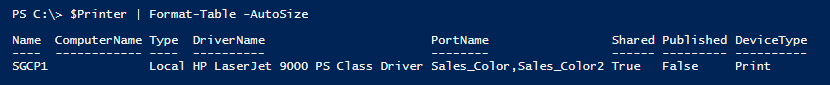 PS C:\> $Printer | Format-Table -AutoSize
Name  ComputerName Type  DriverName                        PortName                Shared Published DeviceType
----  ------------ ----  ----------                        --------                ------ --------- ----------
SGCP1              Local HP LaserJet 9000 PS Class Driver Sales_Color,Sales_Color2 True   False     Print